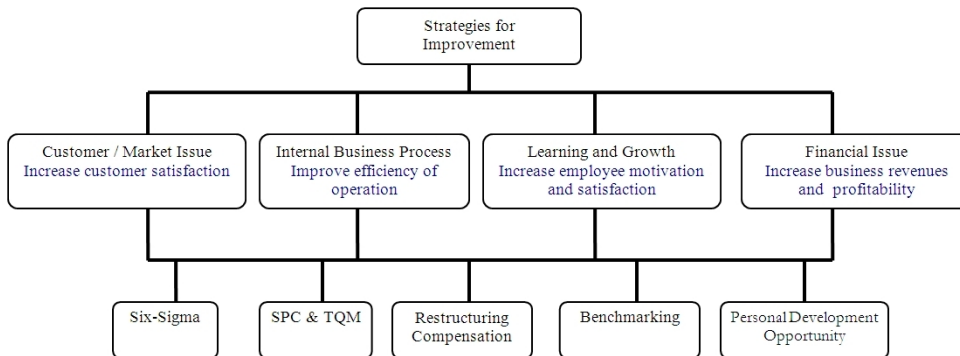 Strategies for
Improvement
Customer / Market Issue
Increase customer satisfaction
Internal Business Process
Improve efficiency of
operation
Learning and Growth
Increase employee motivation
and satisfaction
Financial Issue
Increase business revenues
and profitability
Six-Sigma
SPC & TQM
Restructuring
Compensation
Benchmarking
Personal Development
Opportunity